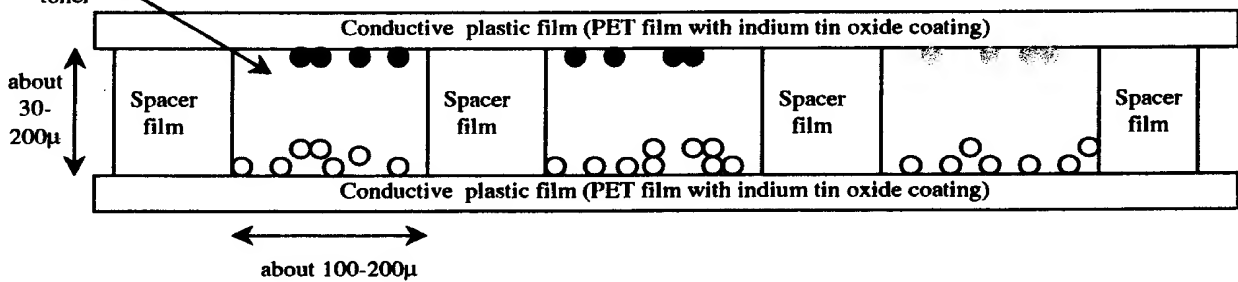 toner
Conductive plastic film (PET film with indium tin oxide coating)
about
30-
200μ
Spacer
film
Spacer
film
Spacer
film
Spacer
film
Conductive plastic film (PET film with indium tin oxide coating)
about 100-200μ